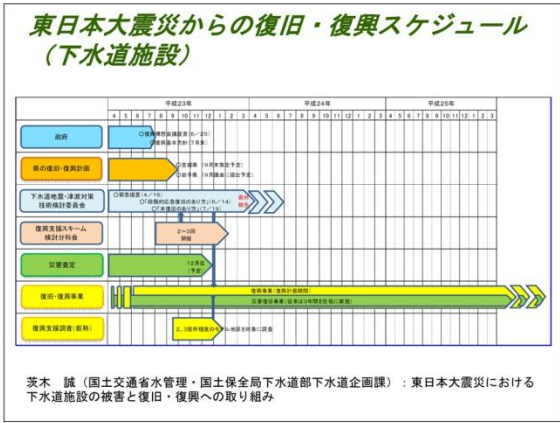 東日本大震災からの復旧・復興スケジュール
(下水道施設)
平成23年 平成24年 平成25年
4 5 6 7 8 9 10 11 12 1 2 3 4 5 6 7 8 9 10 11 12 1 2 3 4 5 6 7 8 9 10 11 12 1 2 3
政府
○復興構想会議提言(6/25)
○復興基本方針(7月末)
県の復旧・復興計画
○宮城県(9月末策定予定)
○岩手県(9月議会に提出予定)
下水道地震・津波対策
技術検討委員会
○緊急提言(4/15)
○「段階的応急復旧のあり方」(6/14)
○「本復旧のあり方」(7/19)
最終
報告
復興支援スキーム
検討分科会
2~3回
開催
災害査定
12月迄
(予定)
復旧・復興事業
復興事業(復興計画期間)
災害復旧事業(従来は3年間を目処に実施)
復興支援調査(仮称)
2、3箇所程度のモデル地区を対象に調査
茨木 誠(国土交通省水管理・国土保全局下水道部下水道企画課):東日本大震災における
下水道施設の被害と復旧・復興への取り組み